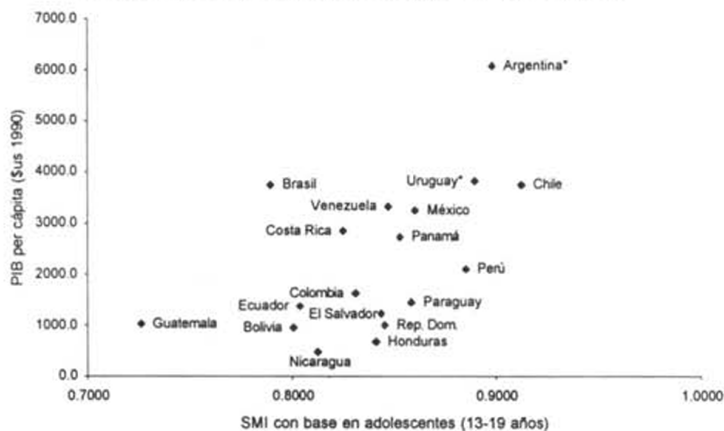 7000.0
6000.0
5000.0
4000.0
3000.0
2000.0
1000.0
0.0
PIB per cápita ($us 1990)
Argentina*
Brasil
Uruguay*
Chile
Venezuela
México
Costa Rica
Panamá
Perú
Colombia
Ecuador
Paraguay
El Salvador
Guatemala
Bolivia
Rep. Dom.
Honduras
Nicaragua
0.7000 0.8000 0.9000 1.0000
SMI con base en adolescentes (13-19 años)